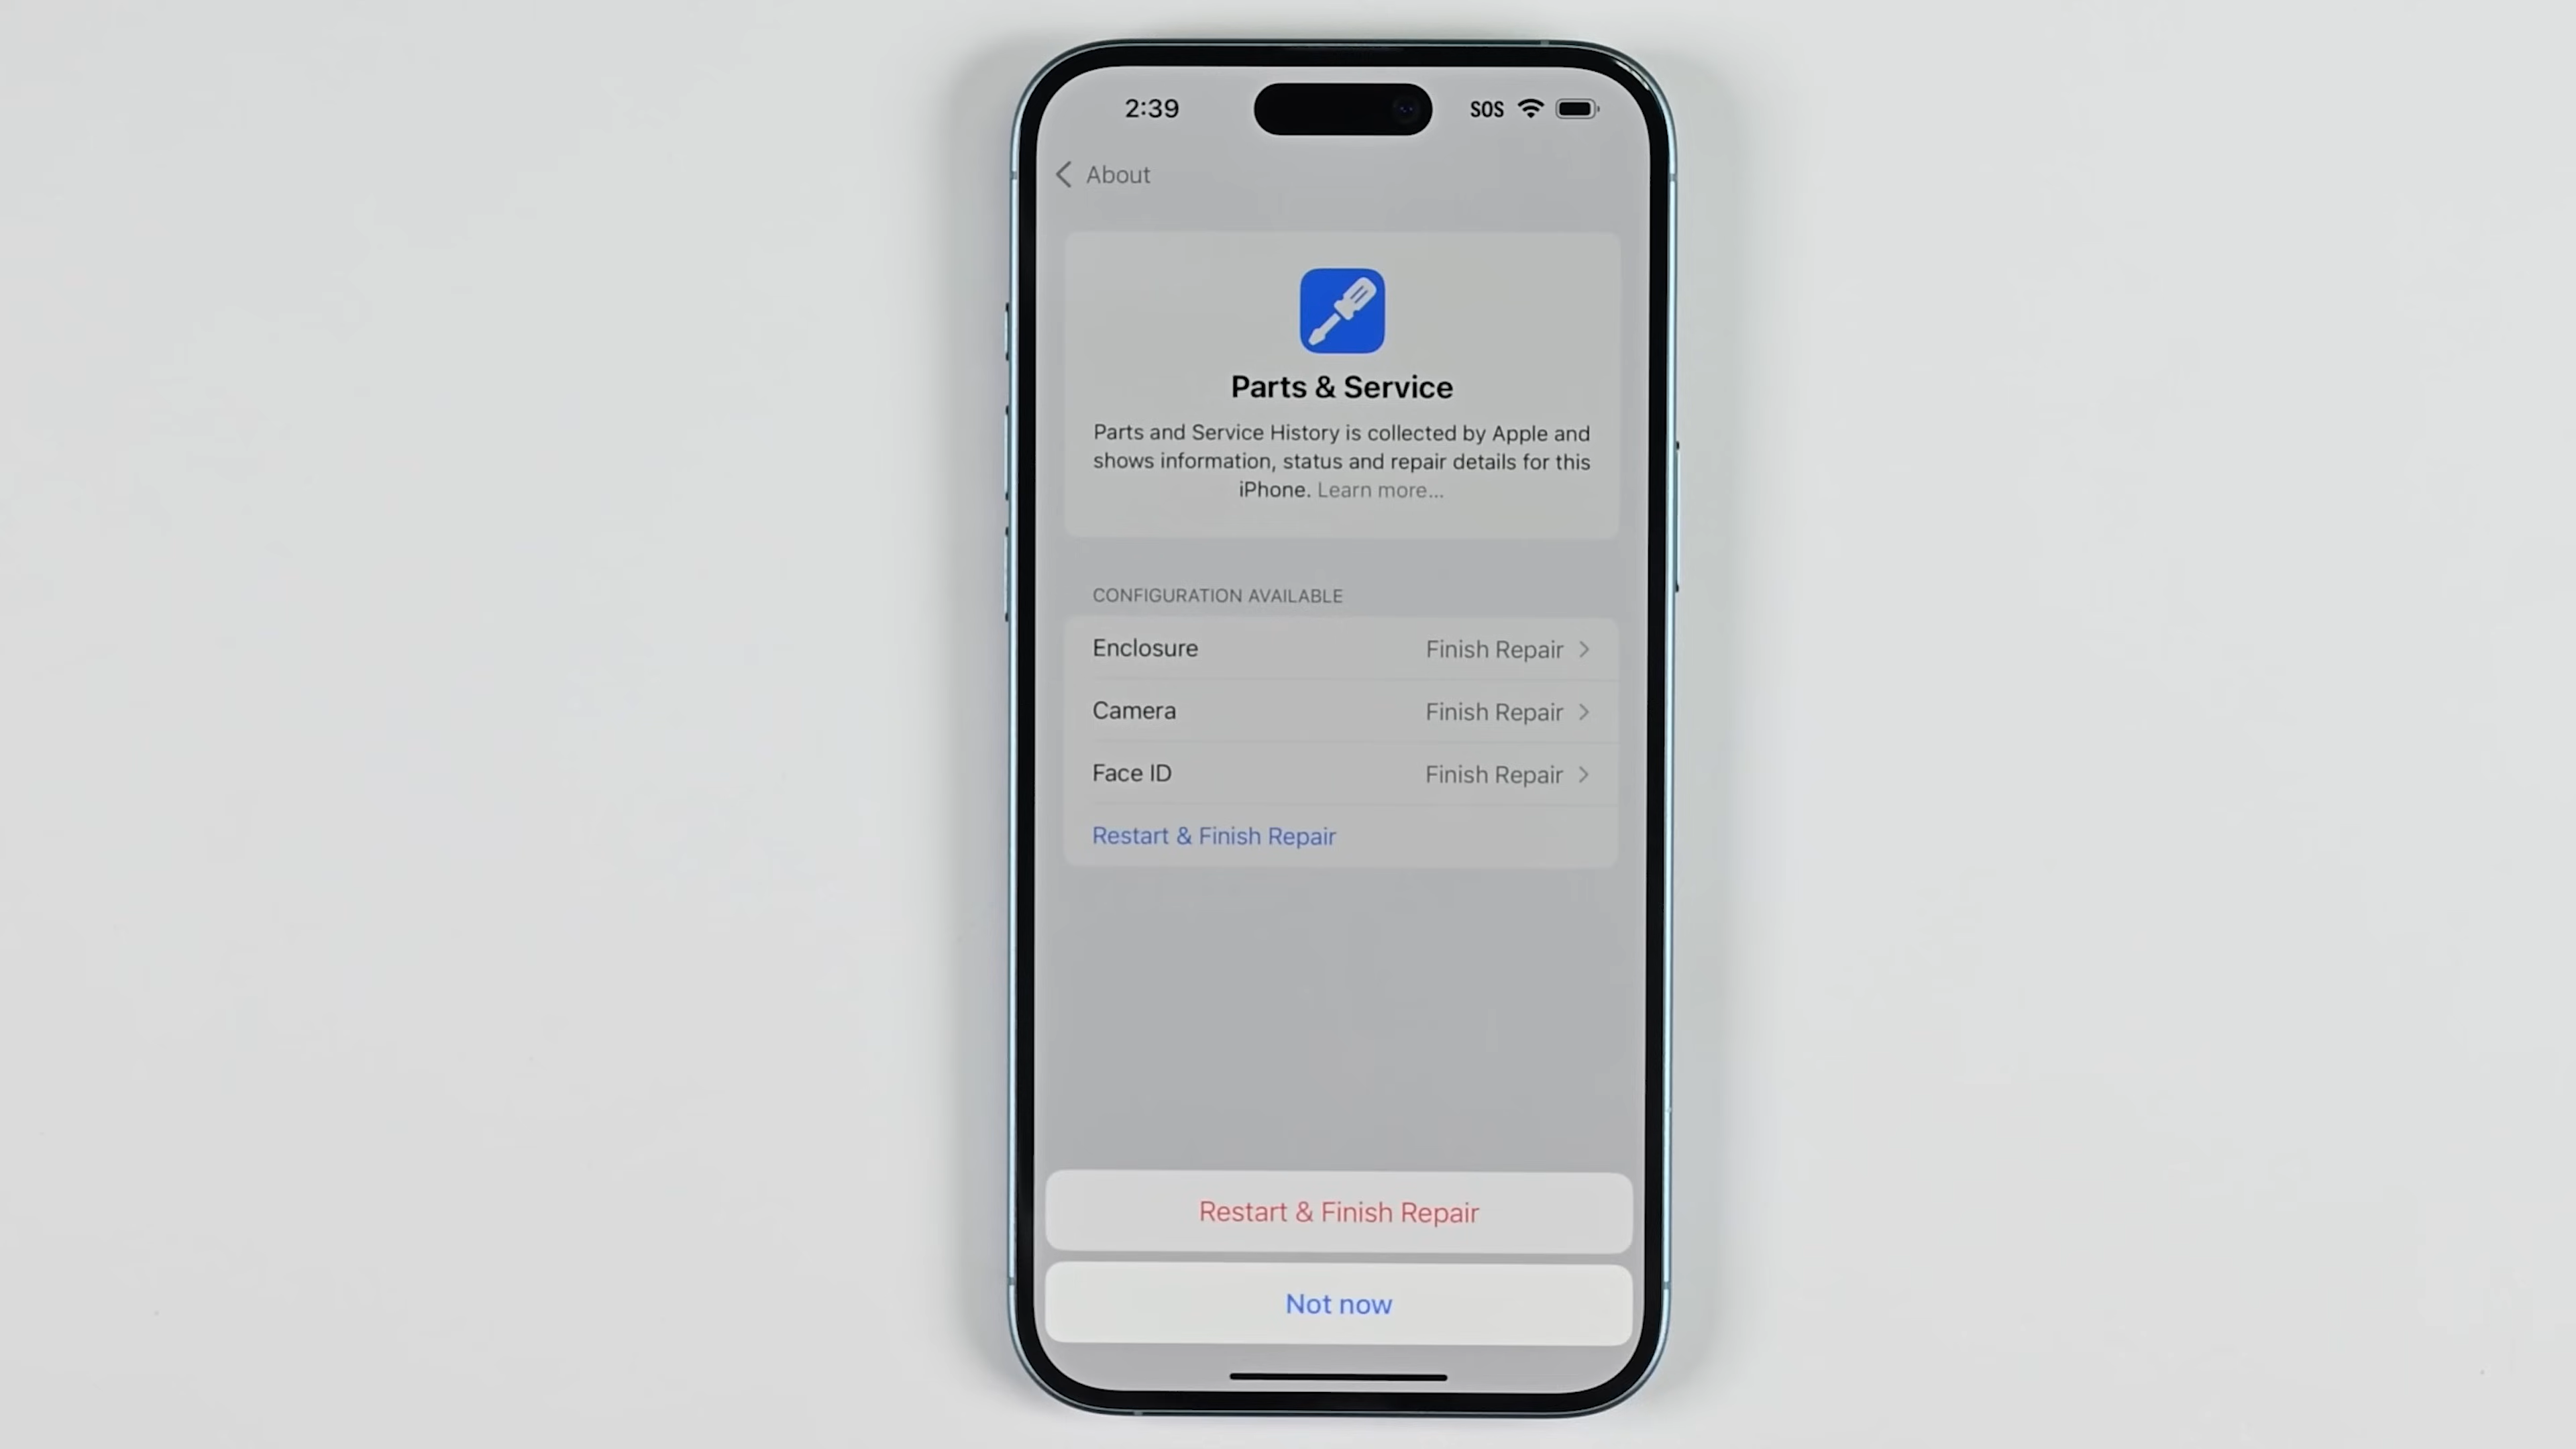 2:39 SOS
About
Parts & Service
Parts and Service History is collected by Apple and
shows information, status and repair details for this
iPhone. Learn more...
CONFIGURATION AVAILABLE
Enclosure Finish Repair
Camera Finish Repair
Face ID Finish Repair
Restart & Finish Repair
Restart & Finish Repair
Not now